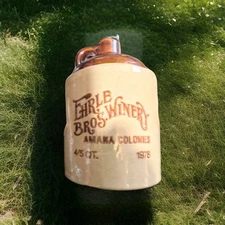 EHRLE
BROS. WINERY
AMANA COLONIES
4/5 QT. 1978